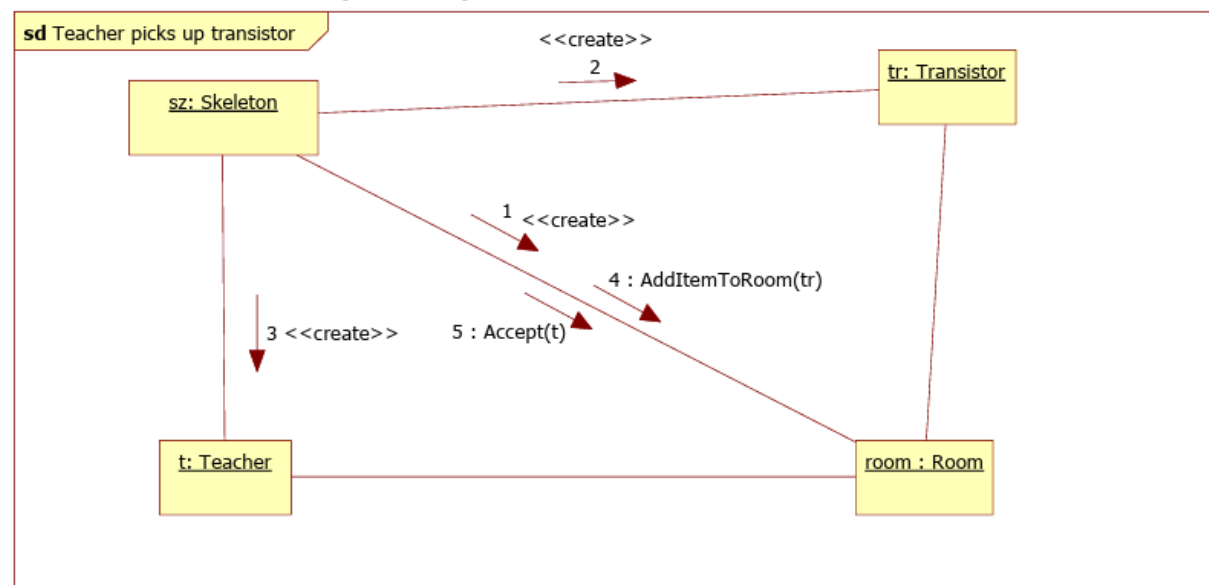 sd Teacher picks up transistor
<<create>>
2
tr: Transistor
sz: Skeleton
1 <<create>>
4 : AddItemToRoom(tr)
3 <<create>>
5 : Accept(t)
t: Teacher
room : Room